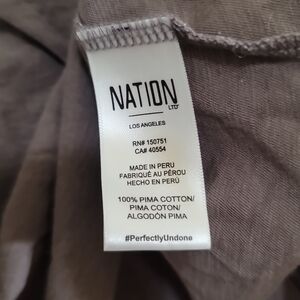 NATION
LTD
LOS ANGELES
RN# 150751
CA# 40554
MADE IN PERU
FABRIQUÉ AU PÉROU
HECHO EN PERÚ
100% PIMA COTTON/
PIMA COTTON/
ALGODÓN PIMA
#PerfectlyUndone